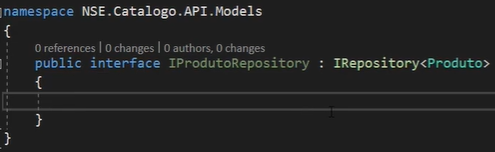 namespace NSE.Catalogo.API.Models
{
0 references | 0 changes | 0 authors, 0 changes
public interface IProdutoRepository : IRepository<Produto>
{
}
}